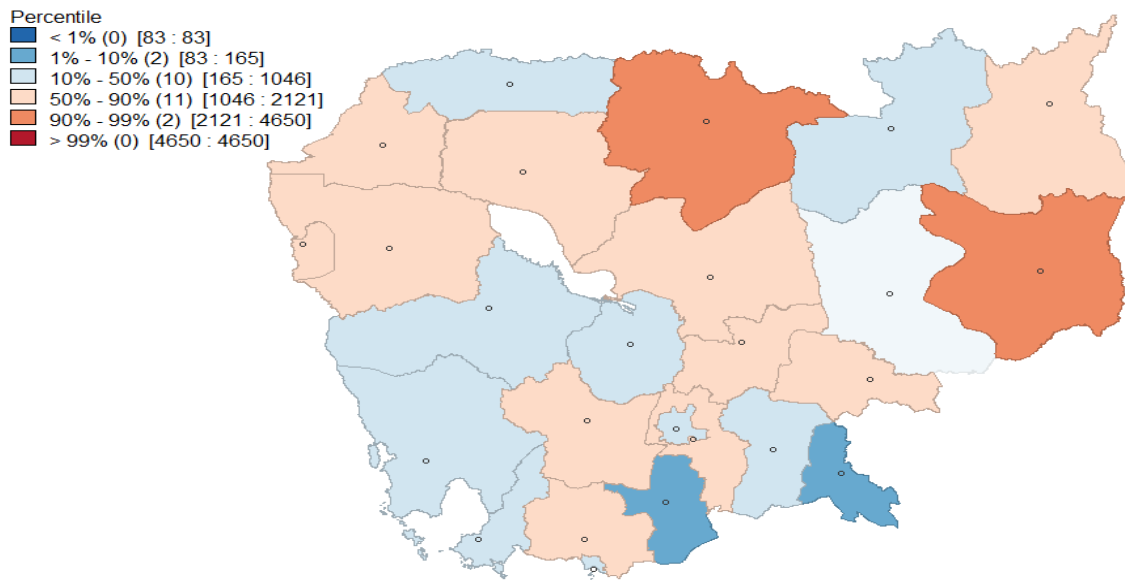 Percentile
< 1% (0) [83 : 83]
1% - 10% (2) [83 : 165]
10% - 50% (10) [165 : 1046]
50% - 90% (11) [1046 : 2121]
90% - 99% (2) [2121 : 4650]
> 99% (0) [4650 : 4650]